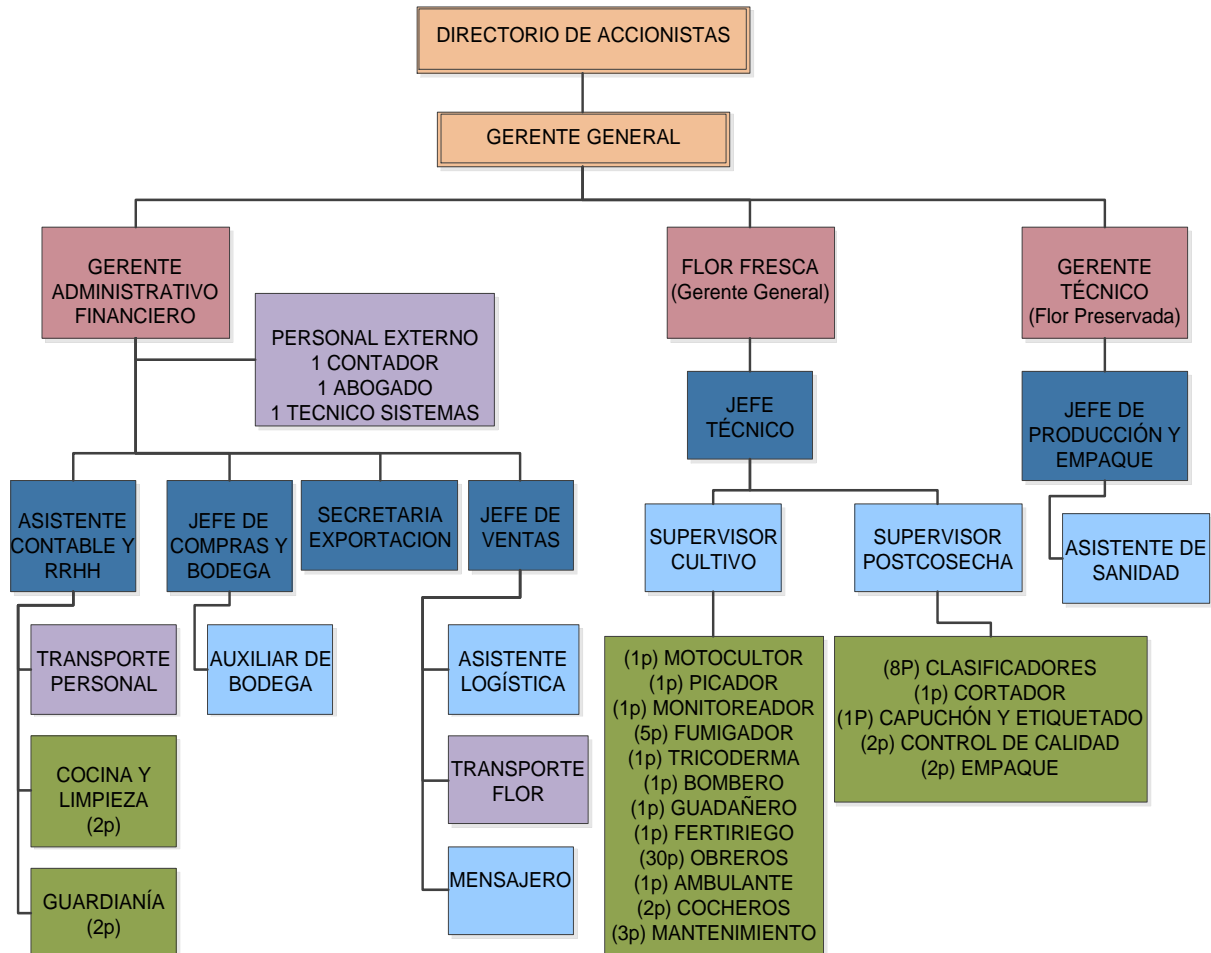 DIRECTORIO DE ACCIONISTAS
GERENTE GENERAL
GERENTE
ADMINISTRATIVO
FINANCIERO
FLOR FRESCA
(Gerente General)
GERENTE
TÉCNICO
(Flor Preservada)
PERSONAL EXTERNO
1 CONTADOR
1 ABOGADO
1 TECNICO SISTEMAS
JEFE
TÉCNICO
JEFE DE
PRODUCCIÓN Y
EMPAQUE
ASISTENTE
CONTABLE Y
RRHH
JEFE DE
COMPRAS Y
BODEGA
SECRETARIA
EXPORTACION
JEFE DE
VENTAS
SUPERVISOR
CULTIVO
SUPERVISOR
POSTCOSECHA
ASISTENTE DE
SANIDAD
TRANSPORTE
PERSONAL
AUXILIAR DE
BODEGA
ASISTENTE
LOGÍSTICA
(1p) MOTOCULTOR
(1p) PICADOR
(1p) MONITOREADOR
(5p) FUMIGADOR
(1p) TRICODERMA
(1p) BOMBERO
(1p) GUADAÑERO
(1p) FERTIRIEGO
(30p) OBREROS
(1p) AMBULANTE
(2p) COCHEROS
(3p) MANTENIMIENTO
(8P) CLASIFICADORES
(1p) CORTADOR
(1P) CAPUCHÓN Y ETIQUETADO
(2p) CONTROL DE CALIDAD
(2p) EMPAQUE
COCINA Y
LIMPIEZA
(2p)
TRANSPORTE
FLOR
GUARDIANÍA
(2p)
MENSAJERO